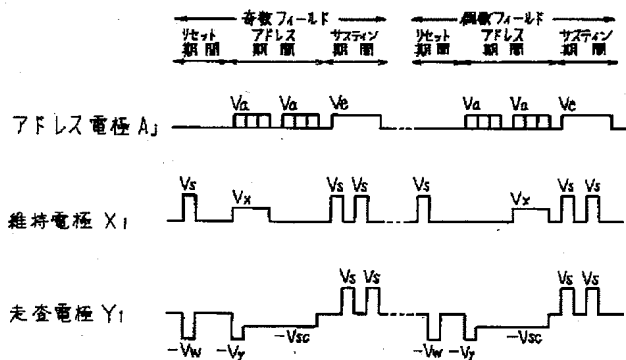 奇数フィールド 偶数フィールド
リセット期間 アドレス期間 サスティン期間 リセット期間 アドレス期間 サスティン期間
アドレス電極 Aj Va Va Ve Va Va Ve
維持電極 X1 Vs Vx Vs Vs Vs Vx Vs Vs
Vs Vs Vs Vs
走査電極 Y1
-Vw -Vy -Vsc -Vw -Vy -Vsc